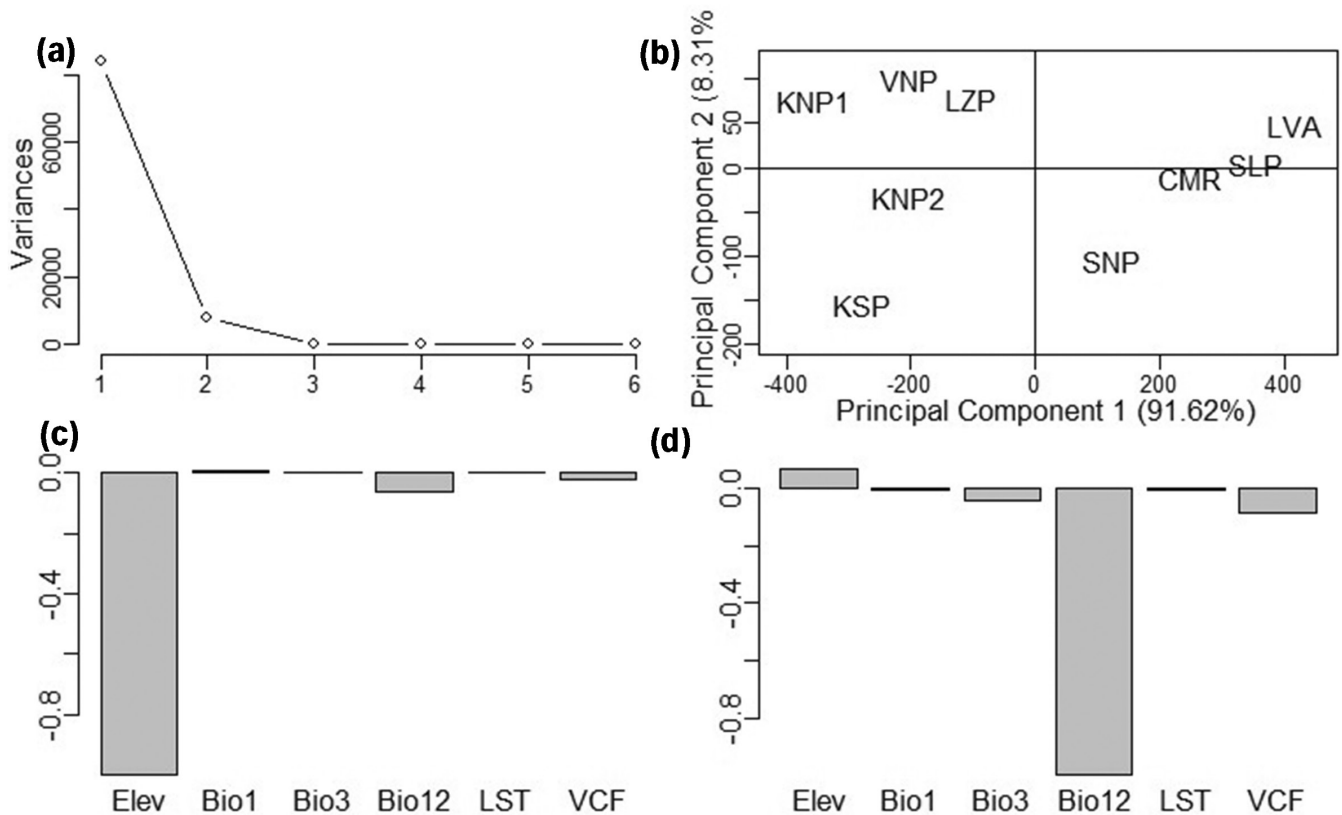 (a)
Variances
60000
20000
0
1 2 3 4 5 6
(b)
Principal Component 2 (8.31%
50
0
-100
-200
KNP1
VNP
LZP
LVA
SLP
CMR
KNP2
SNP
KSP
-400 -200 0 200 400
Principal Component 1 (91.62%)
(c)
0.0
-0.4
-0.8
Elev Bio1 Bio3 Bio12 LST VCF
(d)
0.0
-0.4
-0.8
Elev Bio1 Bio3 Bio12 LST VCF